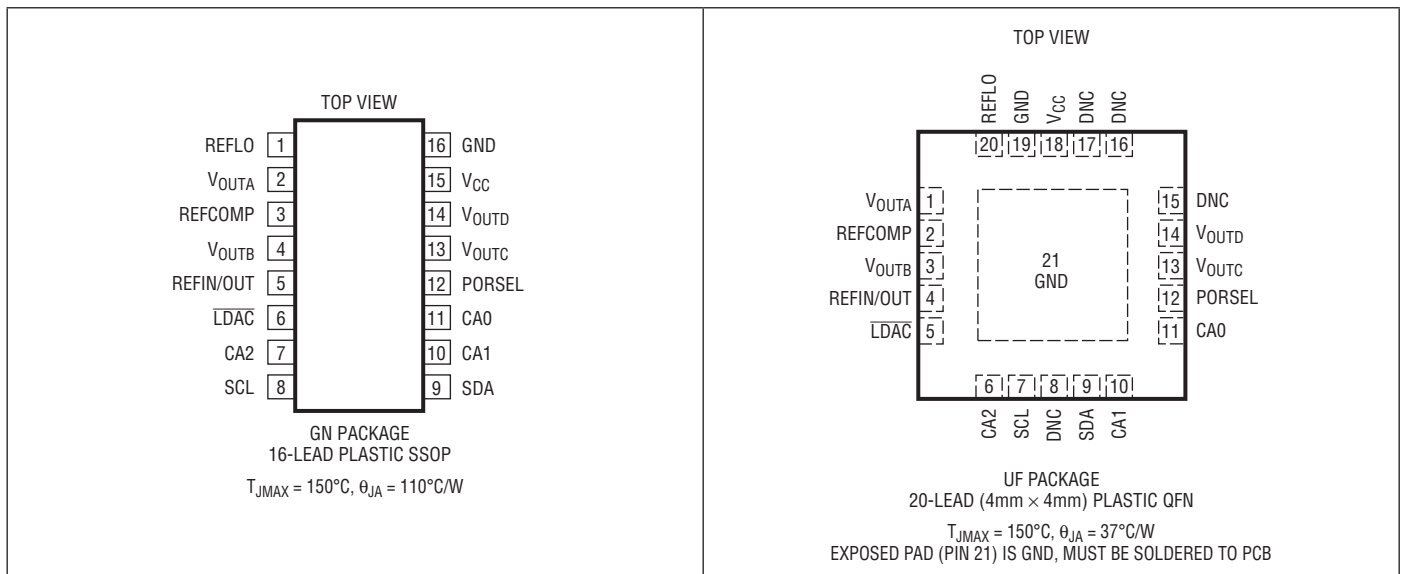 TOP VIEW
REFLO 1
VOUTA 2
REFCOMP 3
VOUTB 4
REFIN/OUT 5
LDAC 6
CA2 7
SCL 8
16 GND
15 VCC
14 VOUTD
13 VOUTC
12 PORSEL
11 CA0
10 CA1
9 SDA
GN PACKAGE
16-LEAD PLASTIC SSOP
TJMAX = 150°C, θJA = 110°C/W
TOP VIEW
REFLO
GND
VCC
DNC
DNC
20 19 18 17 16
VOUTA 1
REFCOMP 2
VOUTB 3
REFIN/OUT 4
LDAC 5
21
GND
15 DNC
14 VOUTD
13 VOUTC
12 PORSEL
11 CA0
6 7 8 9 10
CA2
SCL
DNC
SDA
CA1
UF PACKAGE
20-LEAD (4mm × 4mm) PLASTIC QFN
TJMAX = 150°C, θJA = 37°C/W
EXPOSED PAD (PIN 21) IS GND, MUST BE SOLDERED TO PCB